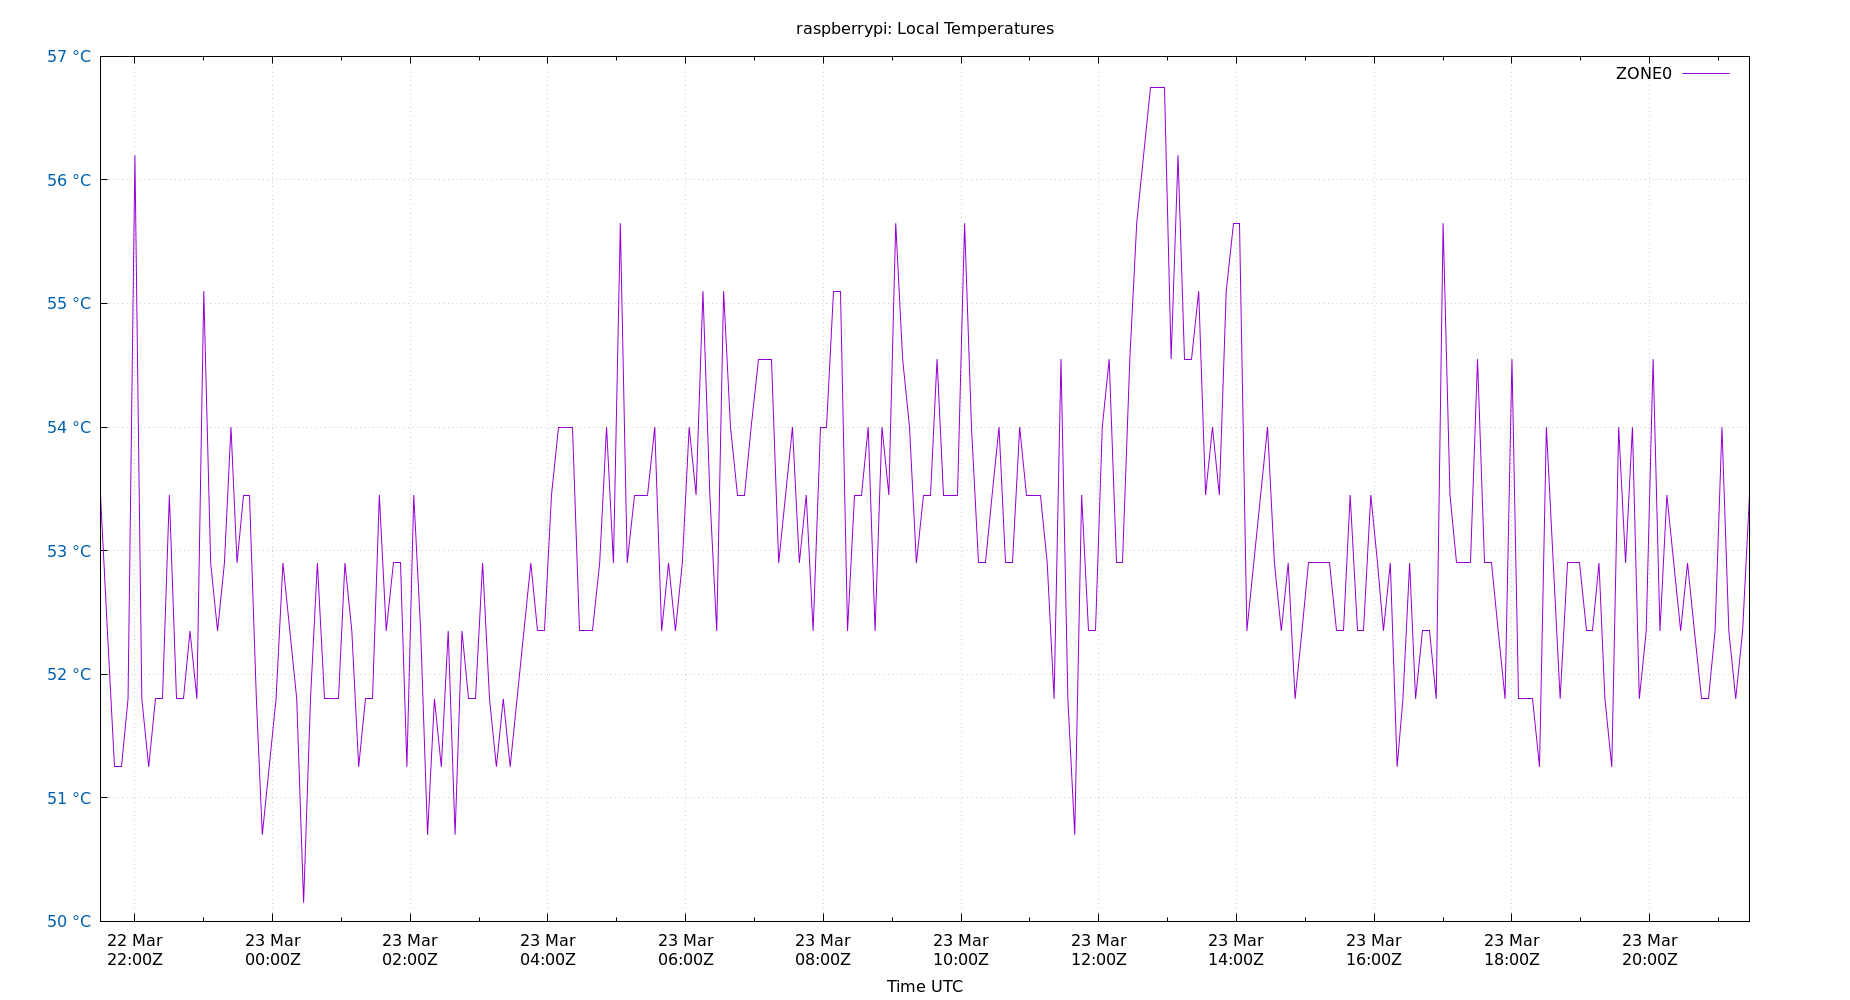 raspberrypi: Local Temperatures
ZONE0
57 °C
56 °C
55 °C
54 °C
53 °C
52 °C
51 °C
50 °C
22 Mar 23 Mar 23 Mar 23 Mar 23 Mar 23 Mar 23 Mar 23 Mar 23 Mar 23 Mar 23 Mar 23 Mar
22:00Z 00:00Z 02:00Z 04:00Z 06:00Z 08:00Z 10:00Z 12:00Z 14:00Z 16:00Z 18:00Z 20:00Z
Time UTC